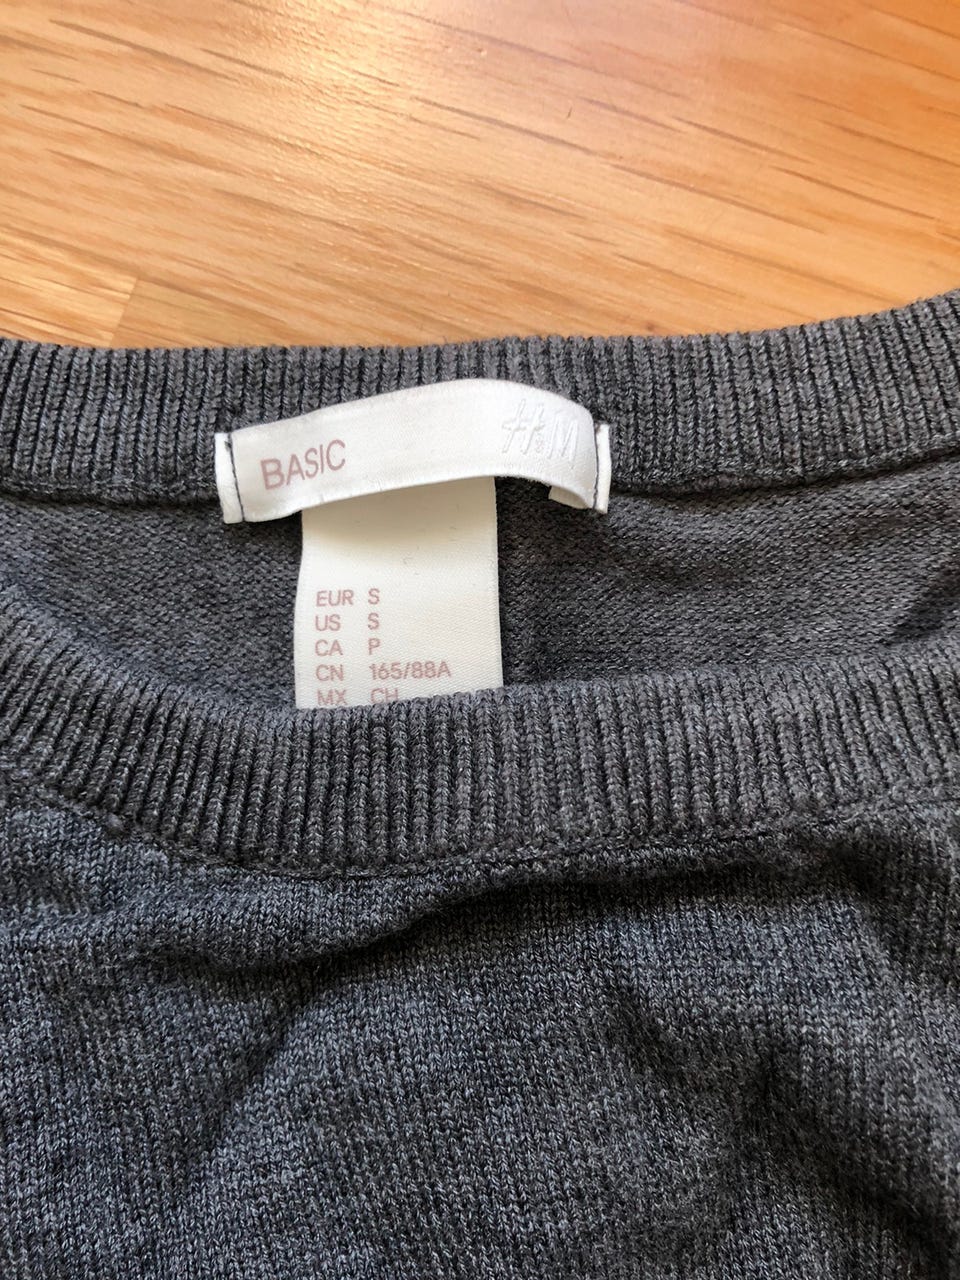 BASIC H&M
EUR S
US S
CA P
CN 165/88A
MX CH